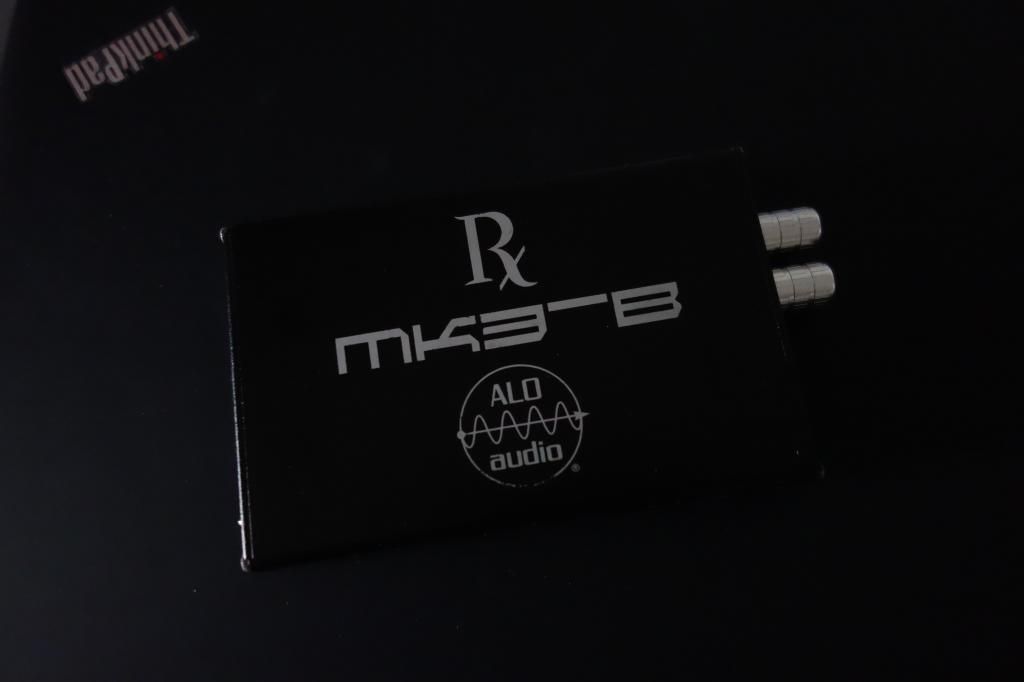 ThinkPad
Rx
MK3-B
ALO
audio
®